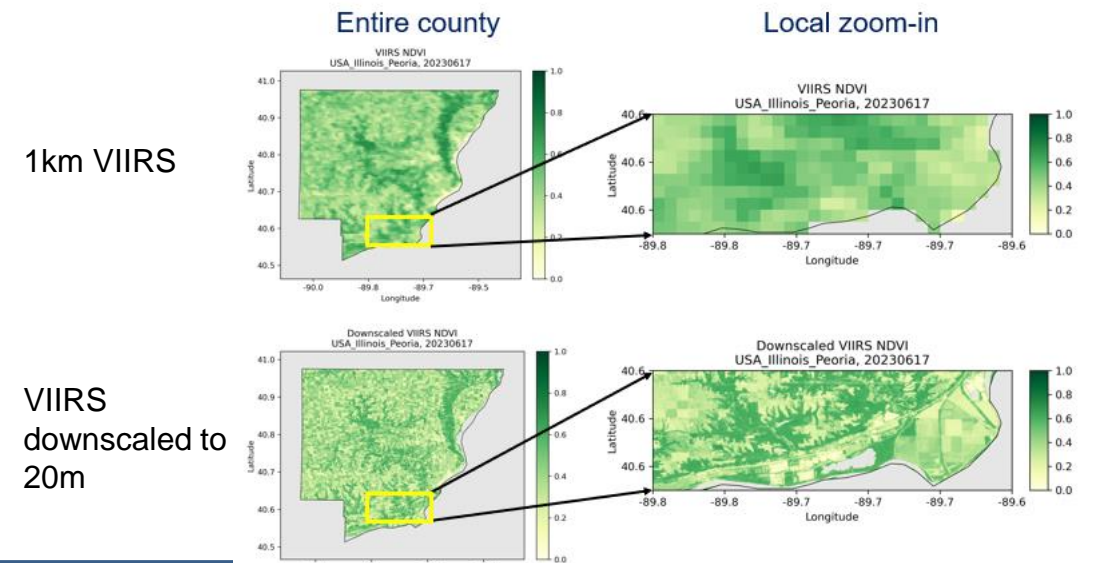 Entire county
Local zoom-in
1km VIIRS
VIIRS NDVI
USA_Illinois_Peoria, 20230617
41.0
40.9
40.8
40.7
40.6
40.5
Latitude
-90.0 -89.8 -89.7 -89.5
Longitude
1.0
0.8
0.6
0.4
0.2
0.0
VIIRS NDVI
USA_Illinois_Peoria, 20230617
40.6
40.6
40.6
Latitude
-89.8 -89.8 -89.7 -89.7 -89.7 -89.6
Longitude
1.0
0.8
0.6
0.4
0.2
0.0
VIIRS
downscaled to
20m
Downscaled VIIRS NDVI
USA_Illinois_Peoria, 20230617
41.0
40.9
40.8
40.7
40.6
40.5
Latitude
1.0
0.8
0.6
0.4
0.2
0.0
Downscaled VIIRS NDVI
USA_Illinois_Peoria, 20230617
40.6
40.6
40.6
Latitude
-89.8 -89.8 -89.7 -89.7 -89.7 -89.6
Longitude
1.0
0.8
0.6
0.4
0.2
0.0